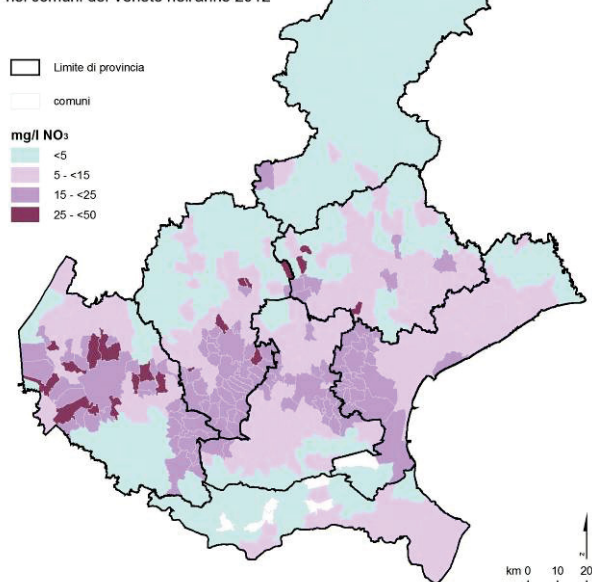 nei comuni del Veneto nell'anno 2012
Limite di provincia
comuni
mg/l NO3
<5
5 - <15
15 - <25
25 - <50
N
km 0 10 20